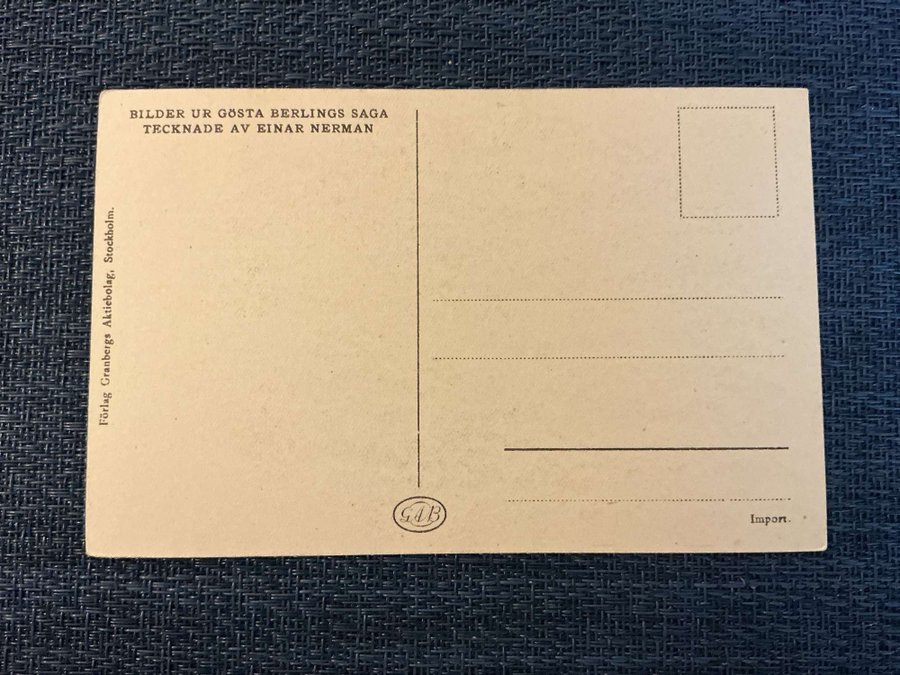 BILDER UR GÖSTA BERLINGS SAGA
TECKNADE AV EINAR NERMAN
Förlag Granbergs Aktiebolag, Stockholm.
GAB
Import.